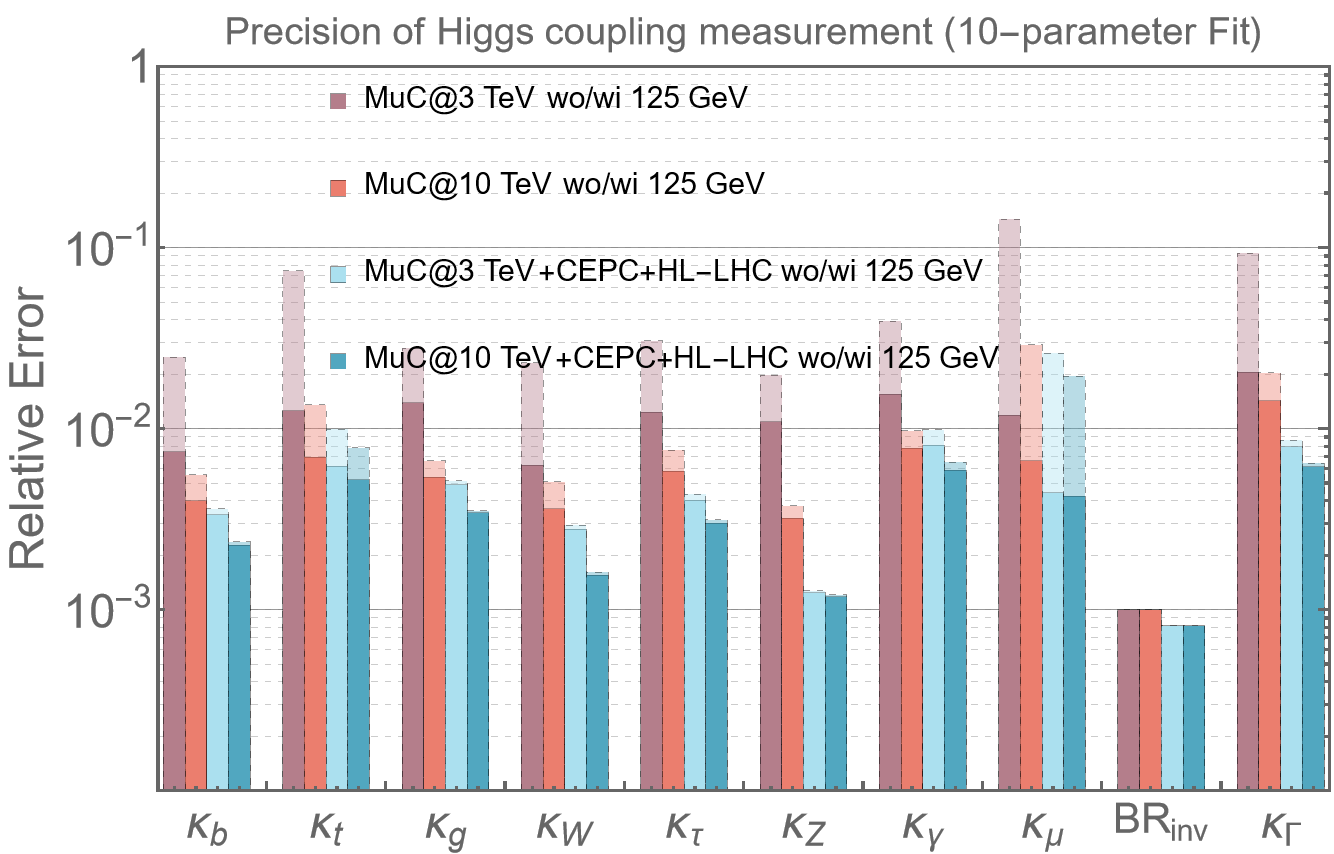 Precision of Higgs coupling measurement (10−parameter Fit)
1
MuC@3 TeV wo/wi 125 GeV
MuC@10 TeV wo/wi 125 GeV
10−1
MuC@3 TeV+CEPC+HL−LHC wo/wi 125 GeV
MuC@10 TeV+CEPC+HL−LHC wo/wi 125 GeV
10−2
10−3
Relative Error
κb κt κg κW κτ κZ κγ κμ BRinv κΓ